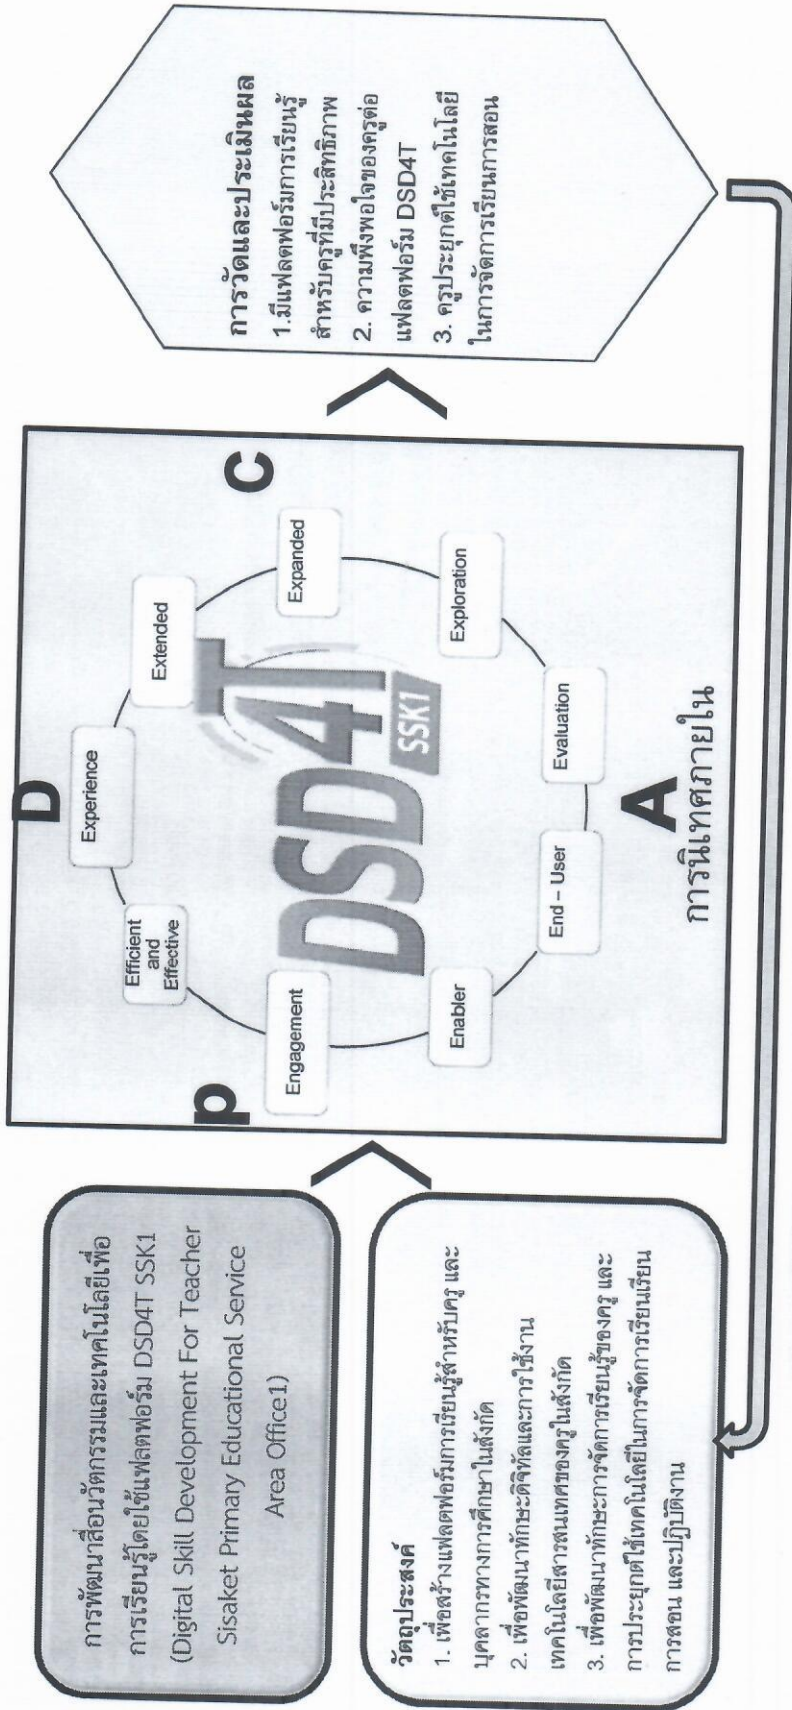 การพัฒนาสื่อนวัตกรรมและเทคโนโลยีเพื่อ
การเรียนรู้โดยใช้แฟลตฟอร์ม DSD4T SSK1
(Digital Skill Development For Teacher
Sisaket Primary Educational Service
Area Office1)
วัตถุประสงค์
1. เพื่อสร้างแฟลตฟอร์มการเรียนรู้สำหรับครู และ
บุคลากรทางการศึกษาในสังกัด
2. เพื่อพัฒนาทักษะดิจิทัลและการใช้งาน
เทคโนโลยีสารสนเทศของครูในสังกัด
3. เพื่อพัฒนาทักษะการจัดการเรียนรู้ของครู และ
การประยุกต์ใช้เทคโนโลยีในการจัดการเรียนเรียน
การสอน และปฏิบัติงาน
P
D
C
A
Engagement
Efficient
and
Effective
Experience
Extended
Expanded
Exploration
Evaluation
End – User
Enabler
DSD4T
SSK1
การนิเทศภายใน
การวัดและประเมินผล
1.มีแฟลตฟอร์มการเรียนรู้
สำหรับครูที่มีประสิทธิภาพ
2. ความพึงพอใจของครูต่อ
แฟลตฟอร์ม DSD4T
3. ครูประยุกต์ใช้เทคโนโลยี
ในการจัดการเรียนการสอน